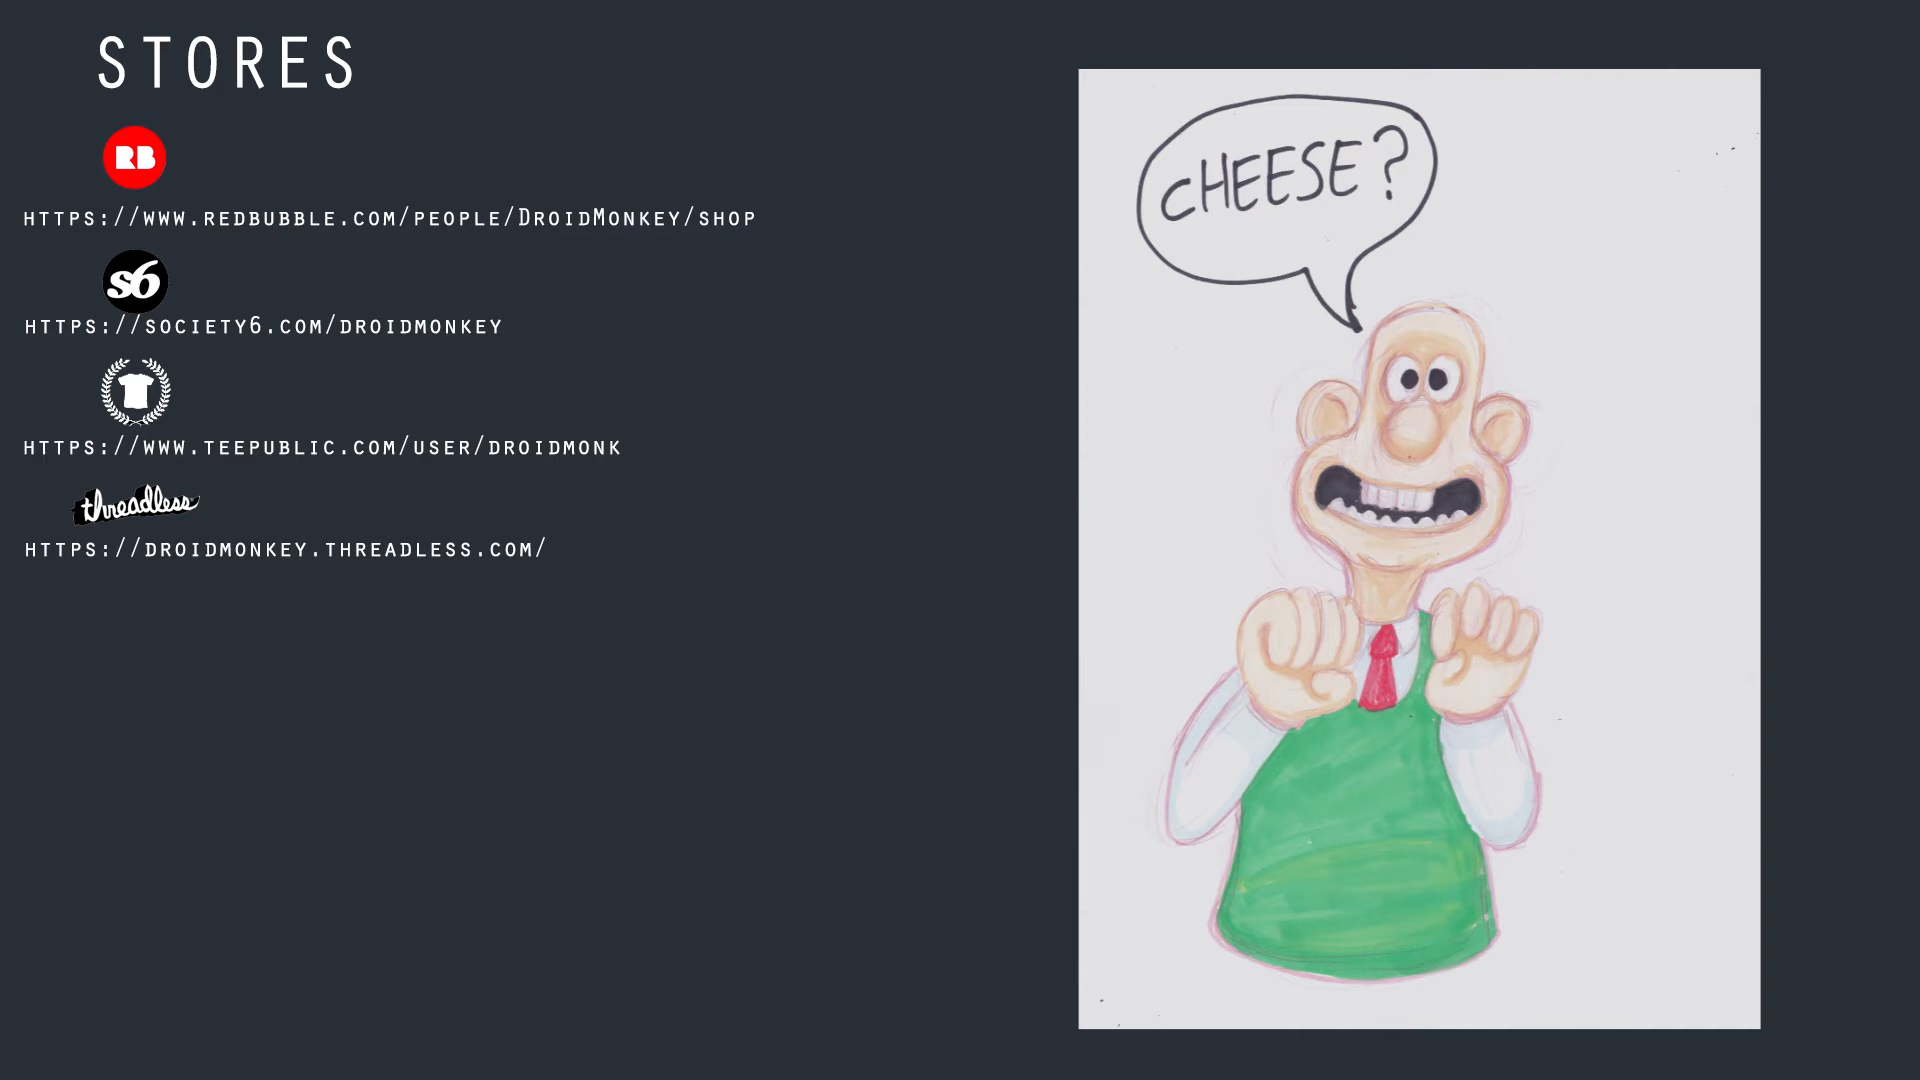 STORES
RB
https://www.redbubble.com/people/DroidMonkey/shop
s6
https://society6.com/droidmonkey
https://www.teepublic.com/user/droidmonk
threadless
https://droidmonkey.threadless.com/
CHEESE?